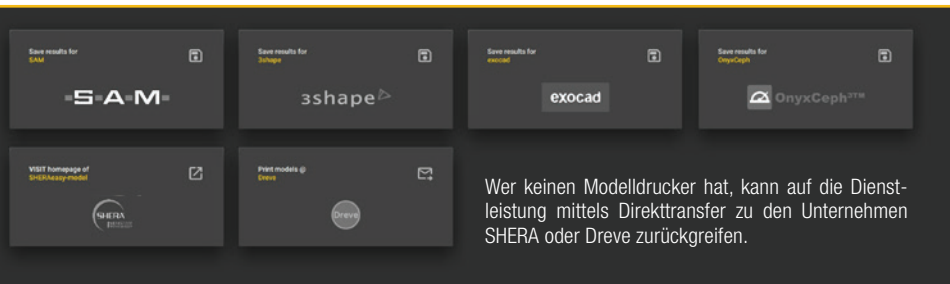 Save results for
SAM
S-A-M
Save results for
3shape
3shape
Save results for
exocad
exocad
Save results for
OnyxCeph
OnyxCeph³™
VISIT homepage of
SHERAeasy-model
SHERA
Print models @
Dreve
Dreve
Wer keinen Modelldrucker hat, kann auf die Dienst-
leistung mittels Direkttransfer zu den Unternehmen
SHERA oder Dreve zurückgreifen.